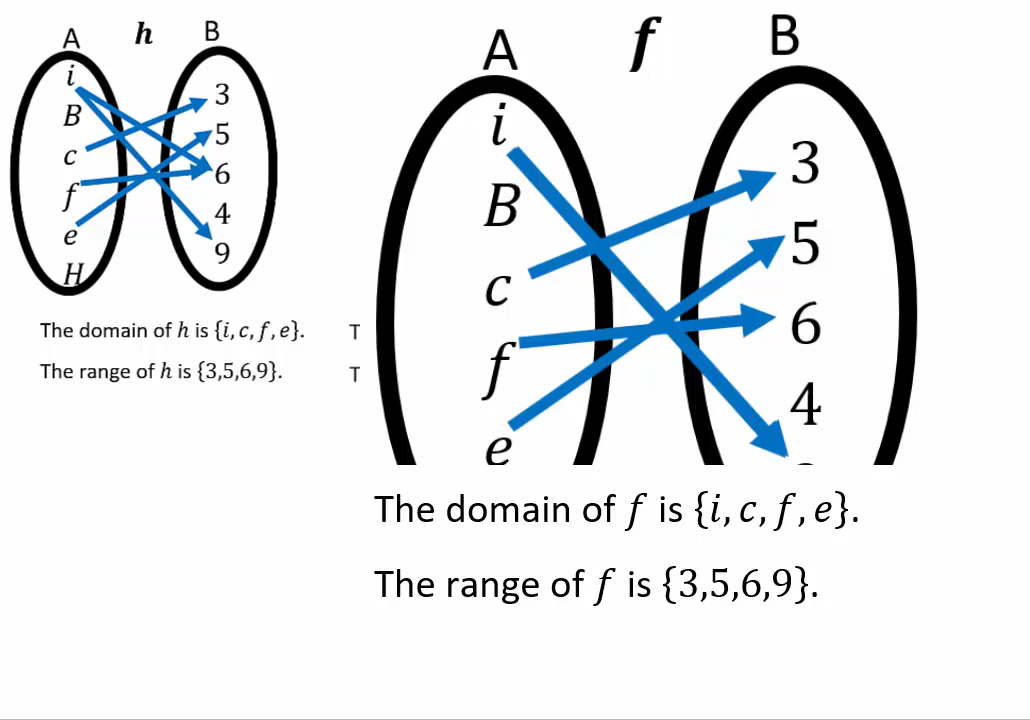 A h B
i
B
c
f
e
H
3
5
6
4
9
The domain of h is {i, c, f, e}.
The range of h is {3,5,6,9}.
T
T
A f B
i
B
c
f
e
3
5
6
4
The domain of f is {i, c, f, e}.
The range of f is {3,5,6,9}.